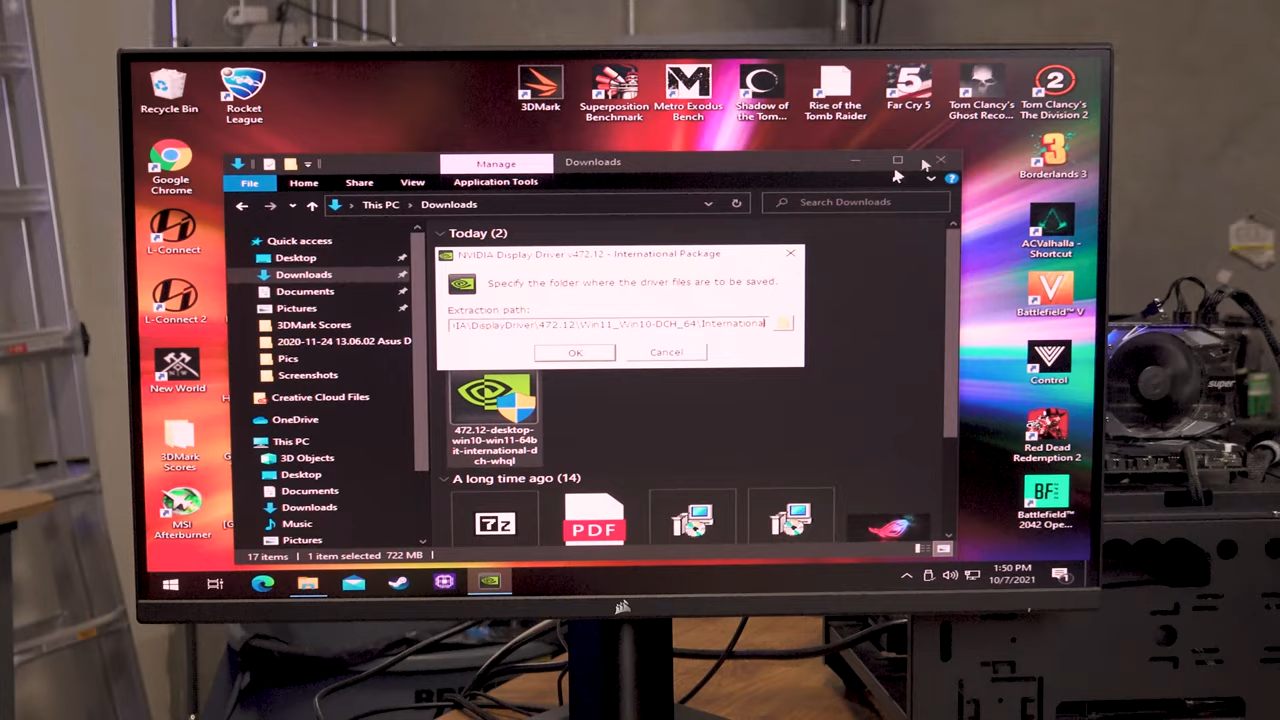 Recycle Bin
Rocket
League
3DMark
Superposition
Benchmark
Metro Exodus
Bench
Shadow of
the Tom...
Rise of the
Tomb Raider
5
Far Cry 5
Tom Clancy's
Ghost Reco...
2
Tom Clancy's
The Division 2
Google
Chrome
L-Connect
L-Connect 2
New World
3DMark
Scores
MSI
Afterburner
3
Borderlands 3
ACValhalla -
Shortcut
V
Battlefield™ V
Control
Red Dead
Redemption 2
BF
Battlefield™
2042 Ope...
Manage
Downloads
File
Home
Share
View
Application Tools
This PC
Downloads
Search Downloads
Quick access
Desktop
Downloads
Documents
Pictures
3DMark Scores
2020-11-24 13.06.02 Asus D
Pics
Screenshots
Creative Cloud Files
OneDrive
This PC
3D Objects
Desktop
Documents
Downloads
Music
Pictures
Today (2)
NVIDIA Display Driver v472.12 - International Package
Specify the folder where the driver files are to be saved.
Extraction path:
IA\DisplayDriver\472.12\Win11_Win10-DCH_64\Internationa
OK
Cancel
472.12-desktop-
win10-win11-64b
it-international-d
ch-whql
A long time ago (14)
7z
PDF
17 items
1 item selected 722 MB
1:50 PM
10/7/2021
SUPER